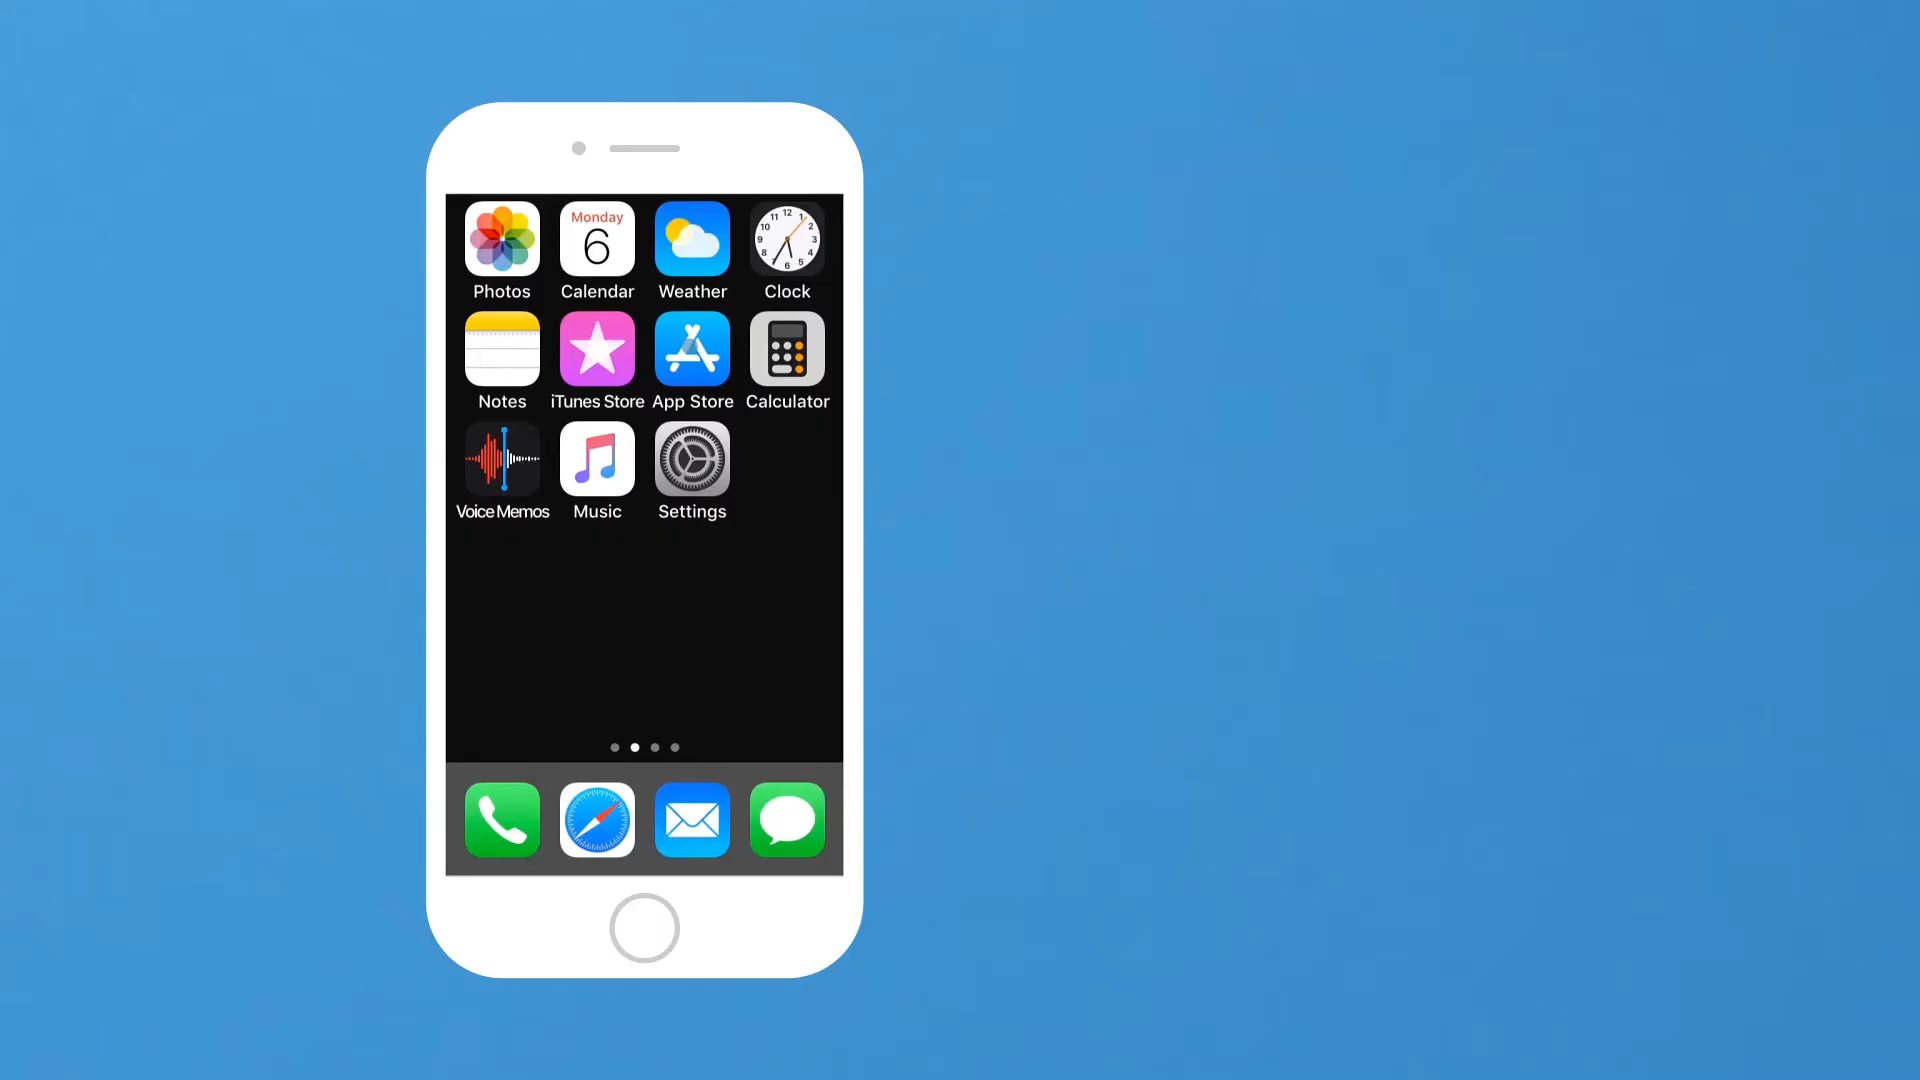 Monday
6
Photos Calendar Weather Clock
Notes iTunes Store App Store Calculator
Voice Memos Music Settings